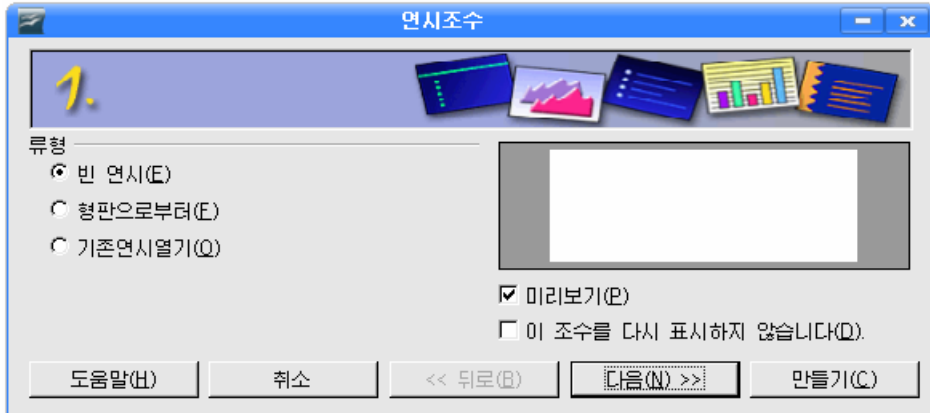 연시조수
1.
류형
빈 연시(E)
형판으로부터(F)
기존연시열기(O)
미리보기(P)
이 조수를 다시 표시하지 않습니다(D).
도움말(H) 취소 << 뒤로(B) 다음(N) >> 만들기(C)